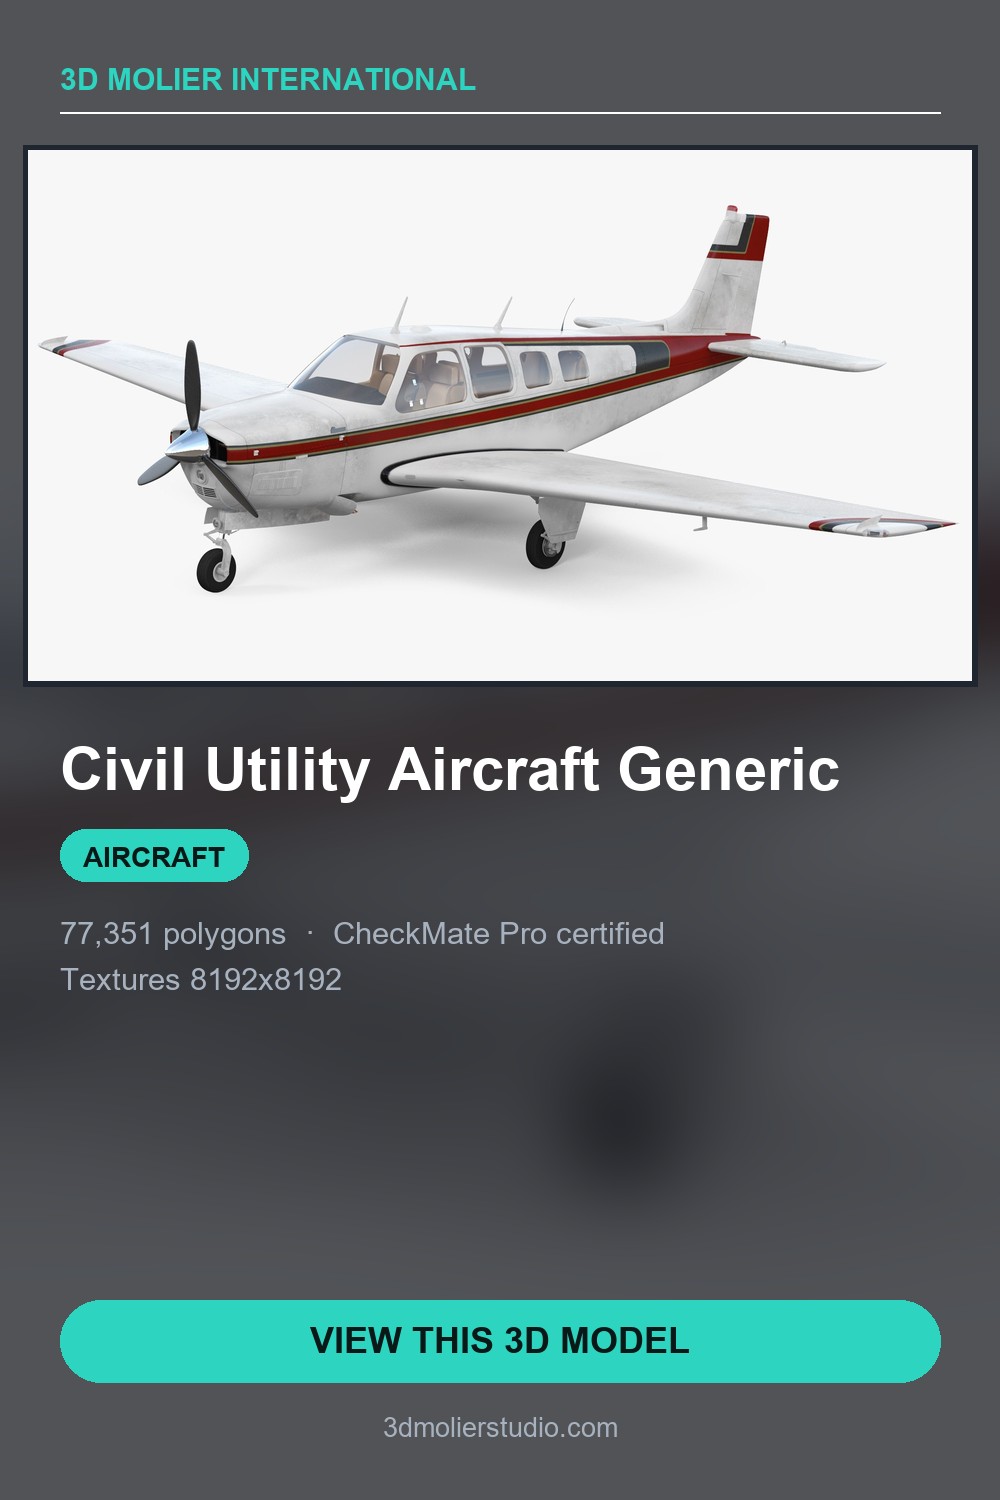 3D MOLIER INTERNATIONAL
Civil Utility Aircraft Generic
AIRCRAFT
77,351 polygons · CheckMate Pro certified
Textures 8192x8192
VIEW THIS 3D MODEL
3dmolierstudio.com